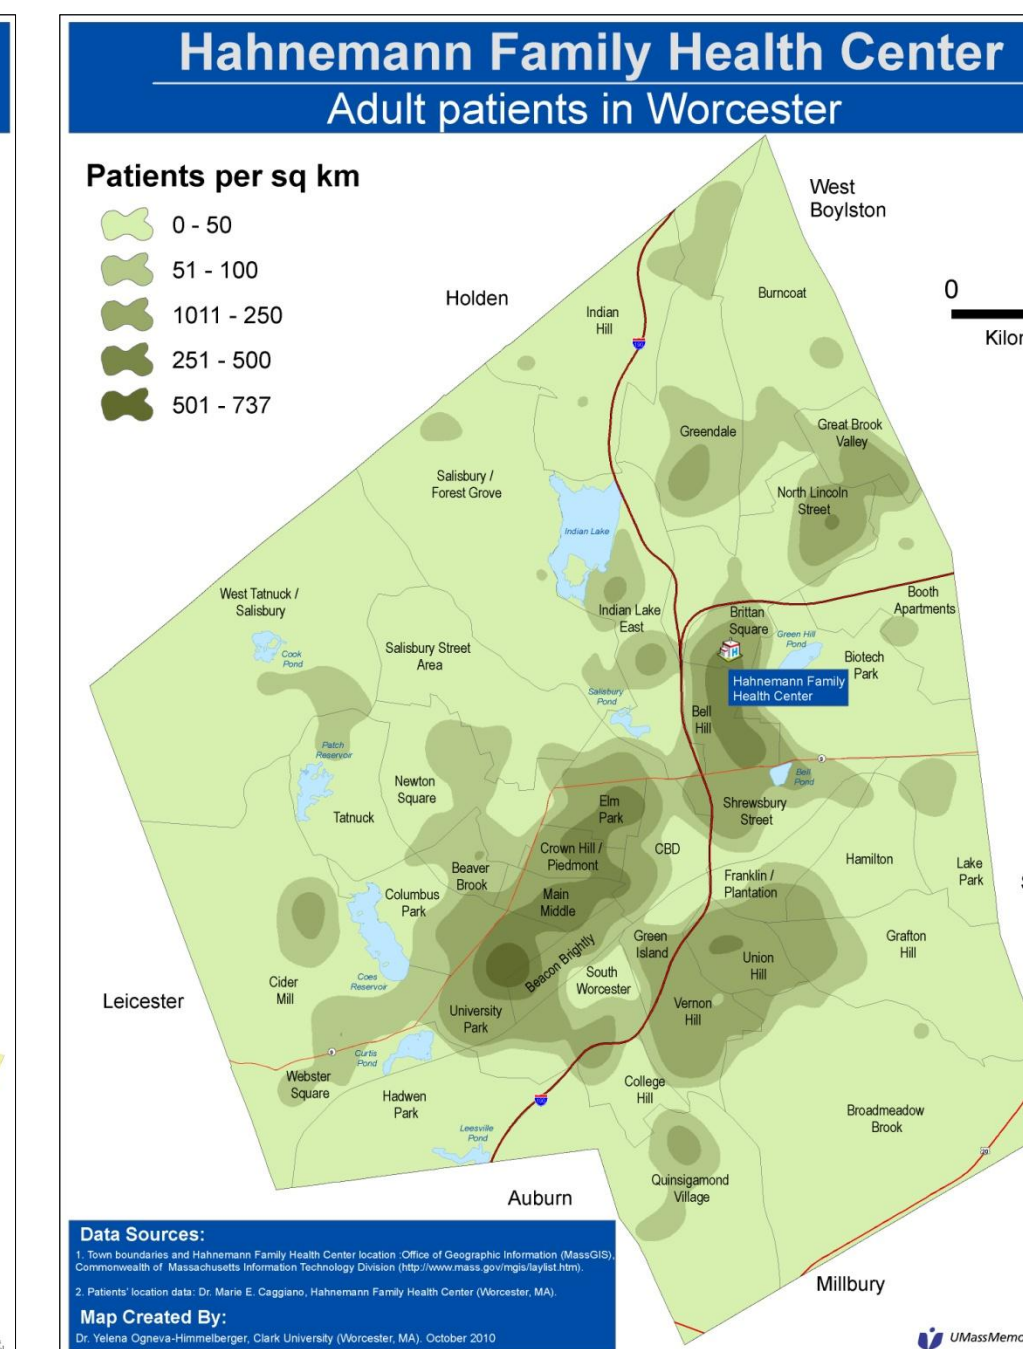 Hahnemann Family Health Center
Adult patients in Worcester
Patients per sq km
0 - 50
51 - 100
1011 - 250
251 - 500
501 - 737
West
Boylston
Holden
0
Burncoat
Indian
Hill
Greendale
Great Brook
Valley
Salisbury /
Forest Grove
North Lincoln
Street
Indian Lake
West Tatnuck /
Salisbury
Booth
Apartments
Indian Lake
East
Brittan
Square
Green Hill
Pond
Cook
Pond
Salisbury Street
Area
Biotech
Park
Hahnemann Family
Health Center
Salisbury
Pond
Bell
Hill
Patch
Reservoir
9
Bell
Pond
Newton
Square
Tatnuck
Elm
Park
Shrewsbury
Street
Crown Hill /
Piedmont
CBD
Hamilton
Lake
Park
Beaver
Brook
Franklin /
Plantation
Columbus
Park
Main
Middle
Green
Island
Grafton
Hill
Beacon Brightly
Union
Hill
South
Worcester
Cider
Mill
Coes
Reservoir
Leicester
Vernon
Hill
University
Park
9
Curtis
Pond
Webster
Square
Hadwen
Park
College
Hill
Broadmeadow
Brook
Leesville
Pond
20
Quinsigamond
Village
Auburn
Millbury
Data Sources:
1. Town boundaries and Hahnemann Family Health Center location :Office of Geographic Information (MassGIS),
Commonwealth of Massachusetts Information Technology Division (http://www.mass.gov/mgis/laylist.htm).
2. Patients' location data: Dr. Marie E. Caggiano, Hahnemann Family Health Center (Worcester, MA).
Map Created By:
Dr. Yelena Ogneva-Himmelberger, Clark University (Worcester, MA). October 2010